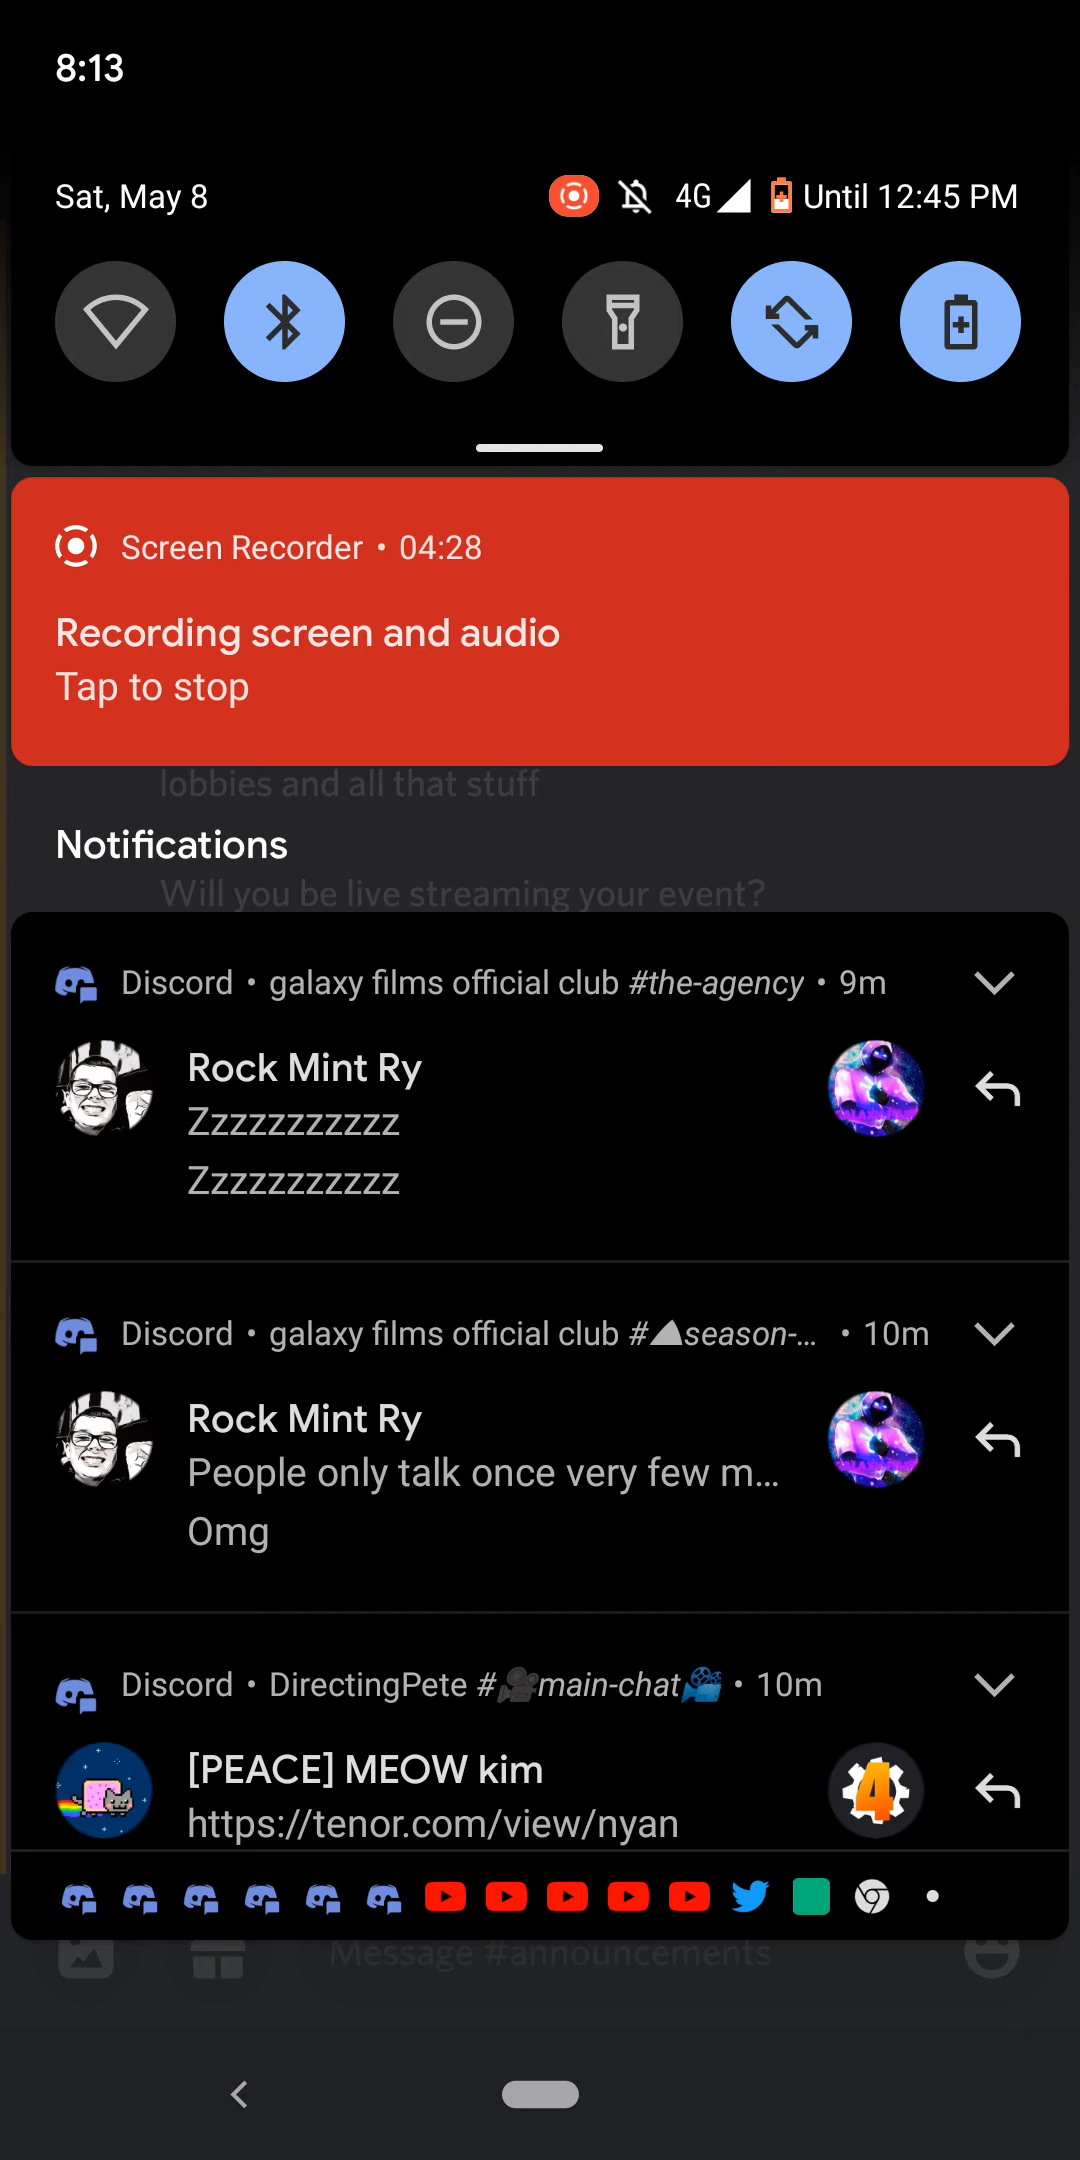 8:13
Sat, May 8
4G Until 12:45 PM
Screen Recorder • 04:28
Recording screen and audio
Tap to stop
lobbies and all that stuff
Notifications
Will you be live streaming your event?
Discord • galaxy films official club #the-agency • 9m
Rock Mint Ry
Zzzzzzzzzzz
Zzzzzzzzzzz
Discord • galaxy films official club #season-… • 10m
Rock Mint Ry
People only talk once very few m…
Omg
Discord • DirectingPete #🎥main-chat📽 • 10m
[PEACE] MEOW kim
4
https://tenor.com/view/nyan
Message #announcements